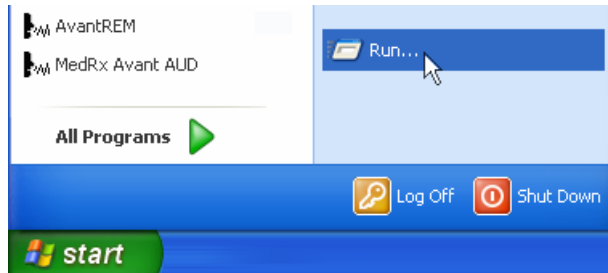 AvantREM
MedRx Avant AUD
All Programs
Run...
Log Off
Shut Down
start